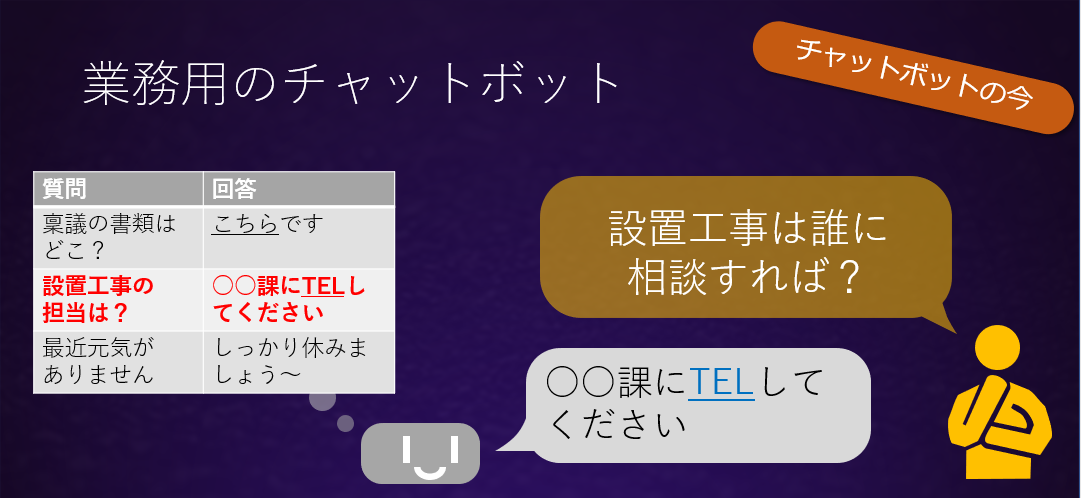 業務用のチャットボット
チャットボットの今
質問 回答
稟議の書類は こちらです
どこ？
設置工事の ○○課にTELし
担当は？ てください
最近元気が しっかり休みま
ありません しょう～
設置工事は誰に
相談すれば？
○○課にTELして
ください